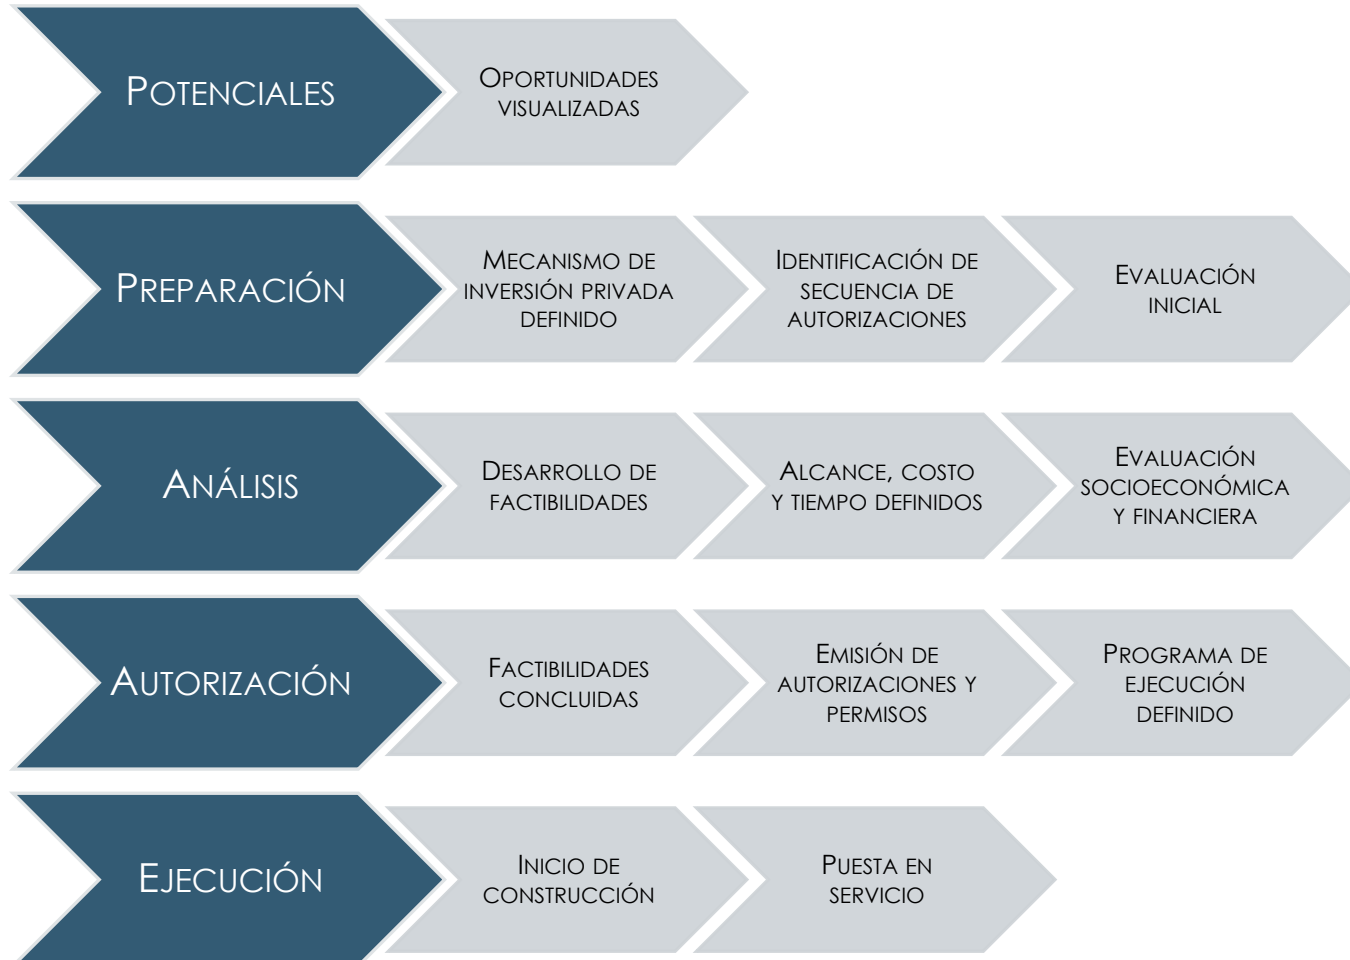 POTENCIALES
OPORTUNIDADES
VISUALIZADAS
PREPARACIÓN
MECANISMO DE
INVERSIÓN PRIVADA
DEFINIDO
IDENTIFICACIÓN DE
SECUENCIA DE
AUTORIZACIONES
EVALUACIÓN
INICIAL
ANÁLISIS
DESARROLLO DE
FACTIBILIDADES
ALCANCE, COSTO
Y TIEMPO DEFINIDOS
EVALUACIÓN
SOCIOECONÓMICA
Y FINANCIERA
AUTORIZACIÓN
FACTIBILIDADES
CONCLUIDAS
EMISIÓN DE
AUTORIZACIONES Y
PERMISOS
PROGRAMA DE
EJECUCIÓN
DEFINIDO
EJECUCIÓN
INICIO DE
CONSTRUCCIÓN
PUESTA EN
SERVICIO